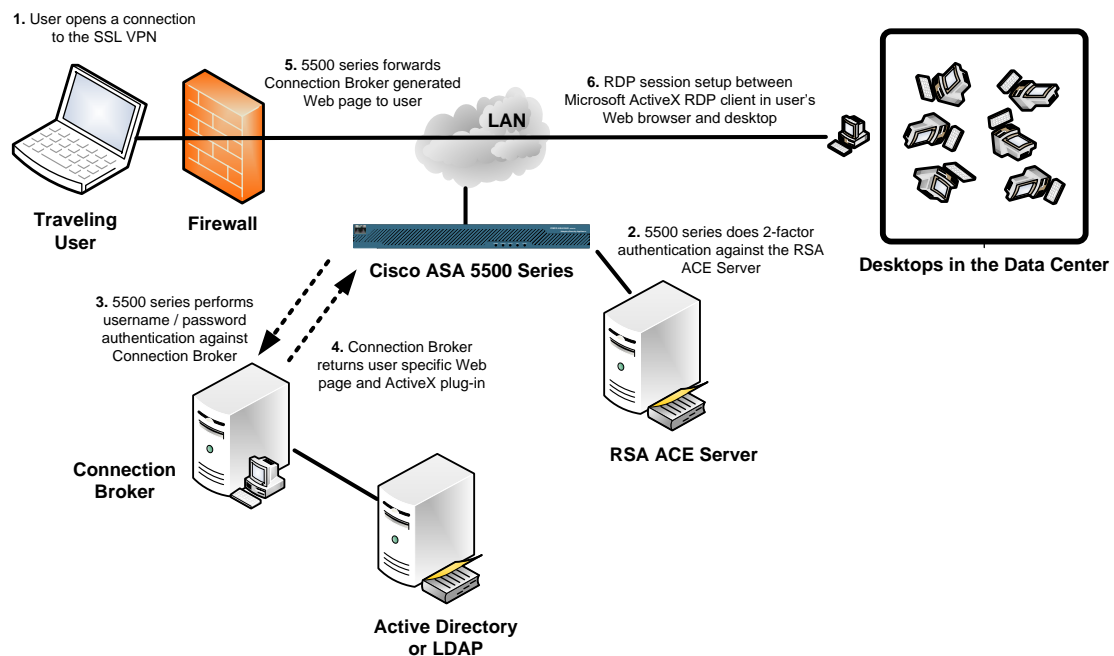 1. User opens a connection
to the SSL VPN
5. 5500 series forwards
Connection Broker generated
Web page to user
6. RDP session setup between
Microsoft ActiveX RDP client in user's
Web browser and desktop
LAN
Traveling
User
Firewall
2. 5500 series does 2-factor
authentication against the RSA
ACE Server
Desktops in the Data Center
Cisco ASA 5500 Series
3. 5500 series performs
username / password
authentication against
Connection Broker
4. Connection Broker
returns user specific Web
page and ActiveX plug-in
RSA ACE Server
Connection
Broker
Active Directory
or LDAP